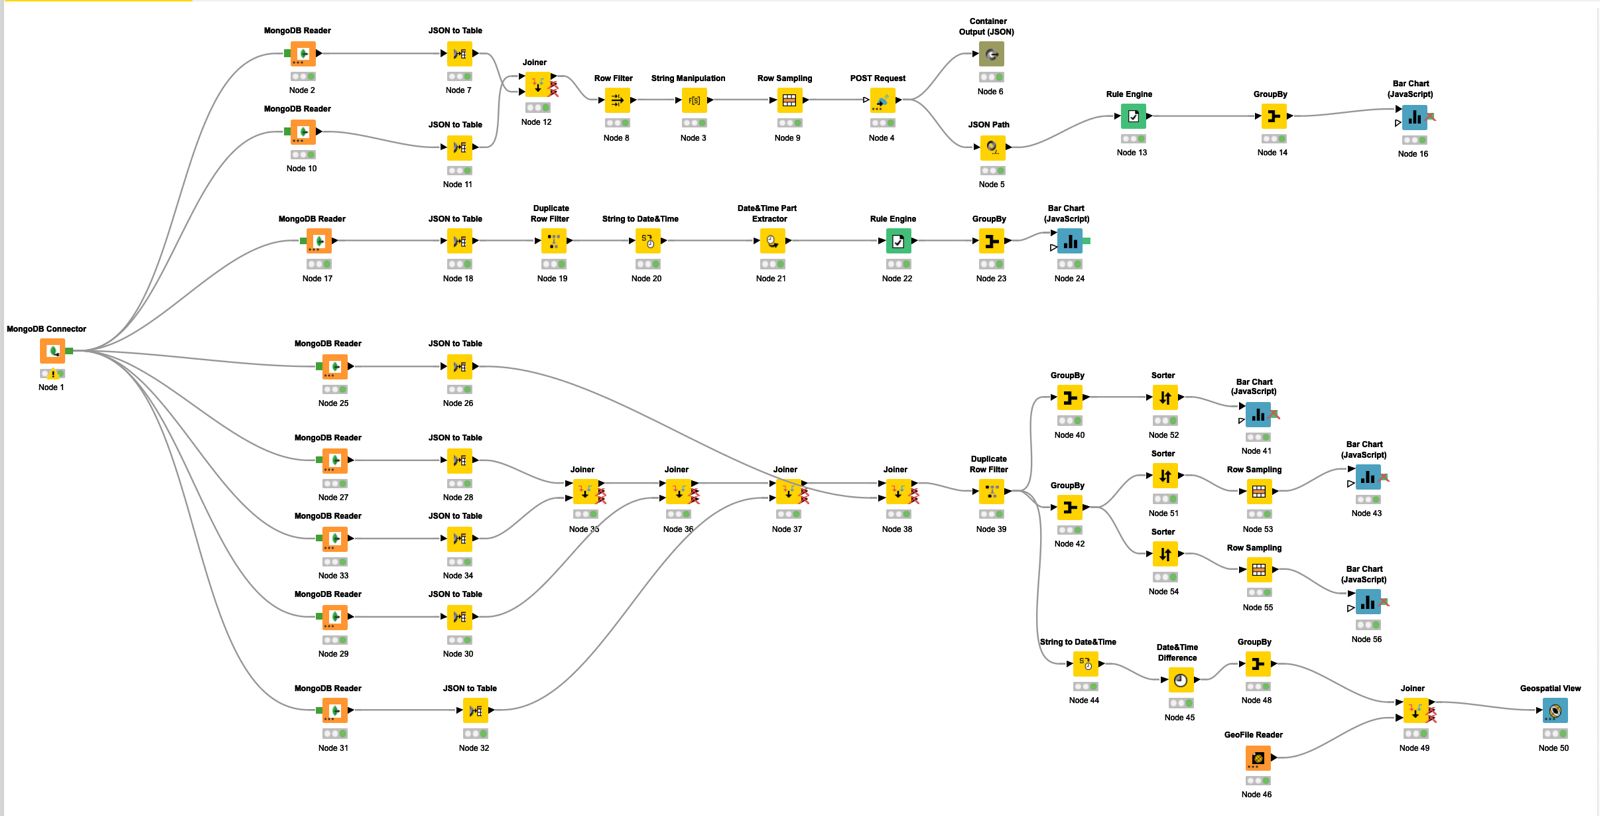 Container
Output (JSON)
Node 6
MongoDB Reader
Node 2
JSON to Table
Node 7
Joiner
Node 12
Row Filter
Node 8
String Manipulation
Node 3
Row Sampling
Node 9
POST Request
Node 4
MongoDB Reader
Node 10
JSON to Table
Node 11
JSON Path
Node 5
Rule Engine
Node 13
GroupBy
Node 14
Bar Chart
(JavaScript)
Node 16
MongoDB Reader
Node 17
JSON to Table
Node 18
Duplicate
Row Filter
Node 19
String to Date&Time
Node 20
Date&Time Part
Extractor
Node 21
Rule Engine
Node 22
GroupBy
Node 23
Bar Chart
(JavaScript)
Node 24
MongoDB Connector
Node 1
MongoDB Reader
Node 25
JSON to Table
Node 26
MongoDB Reader
Node 27
JSON to Table
Node 28
MongoDB Reader
Node 33
JSON to Table
Node 34
MongoDB Reader
Node 29
JSON to Table
Node 30
MongoDB Reader
Node 31
JSON to Table
Node 32
Joiner
Node 35
Joiner
Node 36
Joiner
Node 37
Joiner
Node 38
Duplicate
Row Filter
Node 39
GroupBy
Node 40
Sorter
Node 52
Bar Chart
(JavaScript)
Node 41
GroupBy
Node 42
Sorter
Node 51
Row Sampling
Node 53
Bar Chart
(JavaScript)
Node 43
Sorter
Node 54
Row Sampling
Node 55
Bar Chart
(JavaScript)
Node 56
String to Date&Time
Node 44
Date&Time
Difference
Node 45
GroupBy
Node 48
GeoFile Reader
Node 46
Joiner
Node 49
Geospatial View
Node 50